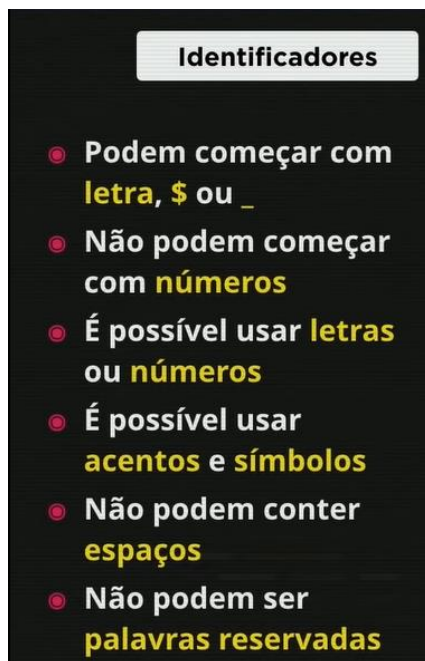 Identificadores
Podem começar com
letra, $ ou _
Não podem começar
com números
É possível usar letras
ou números
É possível usar
acentos e símbolos
Não podem conter
espaços
Não podem ser
palavras reservadas